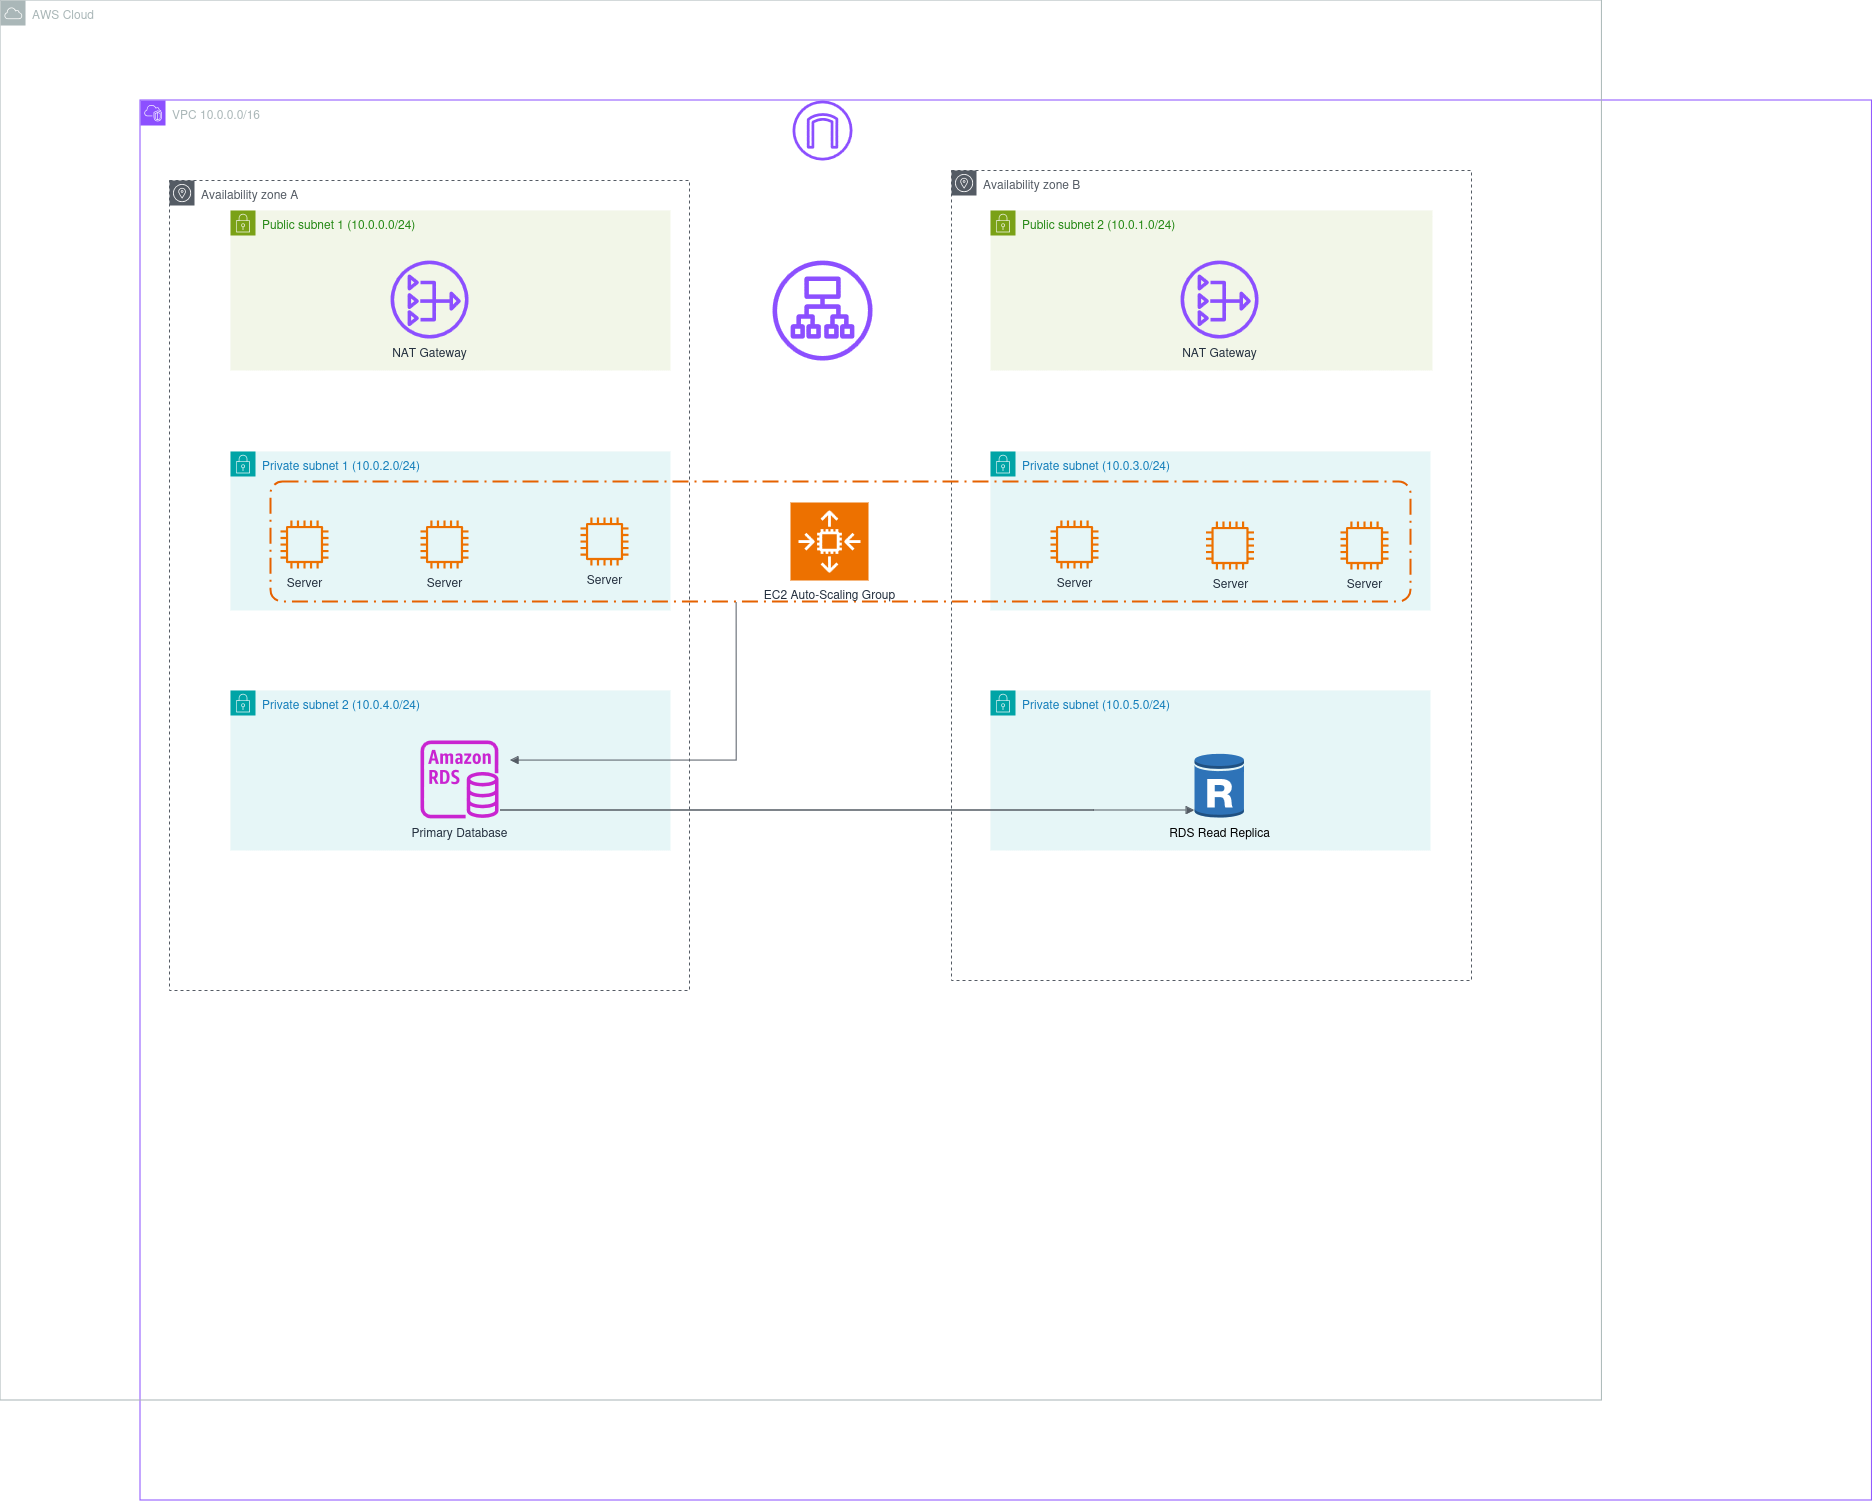 AWS Cloud
VPC 10.0.0.0/16
Availability zone A
Availability zone B
Public subnet 1 (10.0.0.0/24)
Public subnet 2 (10.0.1.0/24)
NAT Gateway
NAT Gateway
Private subnet 1 (10.0.2.0/24)
Private subnet (10.0.3.0/24)
Server
Server
Server
EC2 Auto-Scaling Group
Server
Server
Server
Private subnet 2 (10.0.4.0/24)
Private subnet (10.0.5.0/24)
Amazon
RDS
Primary Database
R
RDS Read Replica